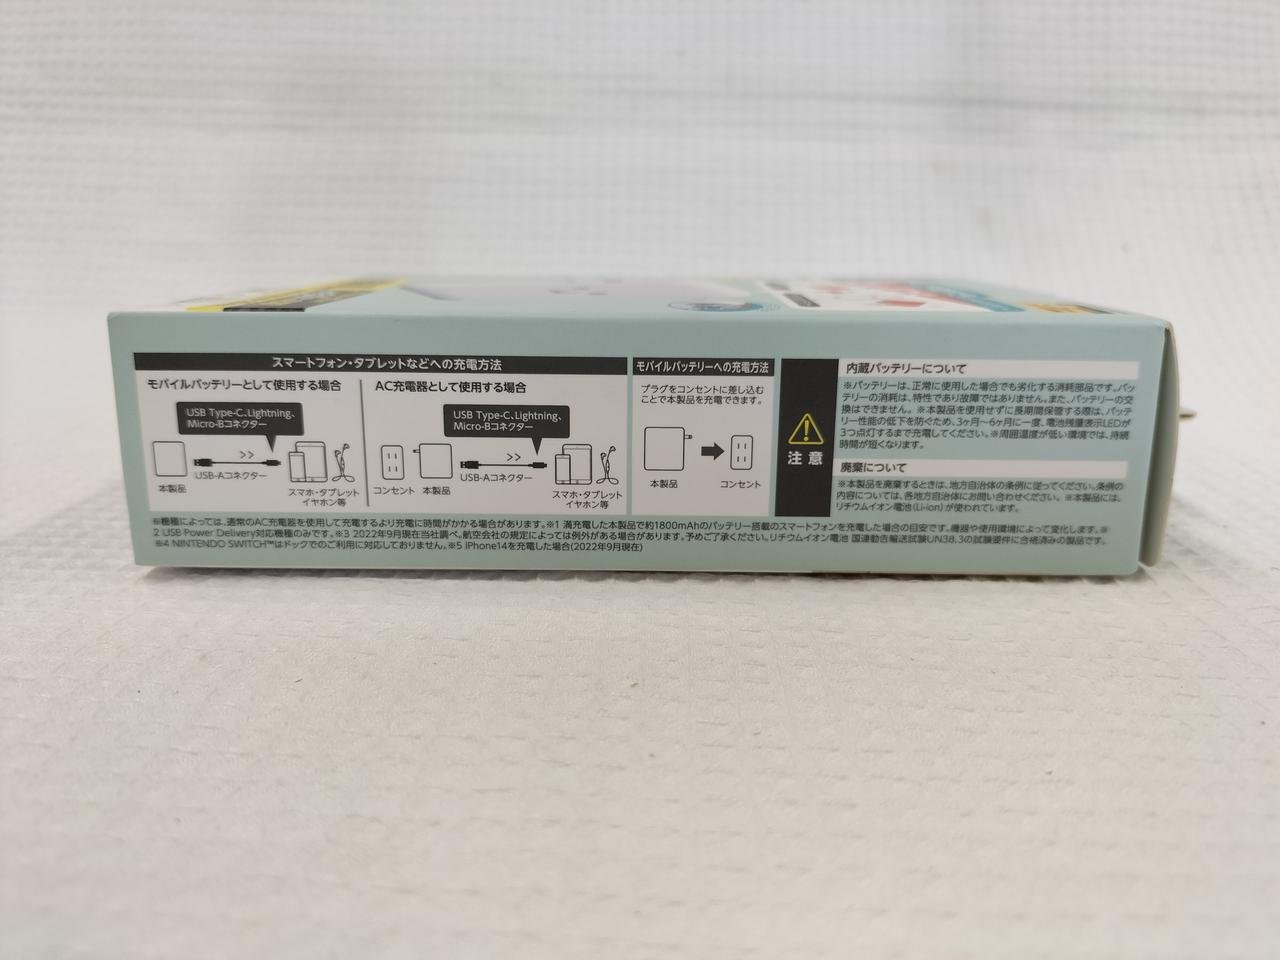 スマートフォン・タブレットなどへの充電方法
モバイルバッテリーとして使用する場合
USB Type-C、Lightning、
Micro-Bコネクター
本製品
USB-Aコネクター
スマホ・タブレット
イヤホン等
AC充電器として使用する場合
USB Type-C、Lightning、
Micro-Bコネクター
コンセント
本製品
USB-Aコネクター
スマホ・タブレット
イヤホン等
モバイルバッテリーへの充電方法
プラグをコンセントに差し込む
ことで本製品を充電できます。
本製品
コンセント
注意
内蔵バッテリーについて
※バッテリーは、正常に使用した場合でも劣化する消耗部品です。バッ
テリーの消耗は、特性であり故障ではありません。また、バッテリーの交
換はできません。※本製品を使用せずに長期間保管する際は、バッテ
リー性能の低下を防ぐため、3ヶ月〜6ヶ月に一度、電池残量表示LEDが
3つ点灯するまで充電してください。※周囲温度が低い環境では、持続
時間が短くなります。
廃棄について
※本製品を廃棄するときは、地方自治体の条例に従ってください。条例の
内容については、各地方自治体にお問い合わせください。※本製品には、
リチウムイオン電池(Li-ion)が使われています。
※機種によっては、通常のAC充電器を使用して充電するより充電に時間がかかる場合があります。※1 満充電した本製品で約1800mAhのバッテリー搭載のスマートフォンを充電した場合の目安です。機器や使用環境によって変化します。※
2 USB Power Delivery対応機種のみです。※3 2022年9月現在当社調べ。航空会社の規定によっては例外がある場合があります。予めご了承ください。リチウムイオン電池 国連勧告輸送試験UN38.3の試験要件に合格済みの製品です。
※4 NINTENDO SWITCH™はドックでのご利用に対応しておりません。※5 iPhone14を充電した場合(2022年9月現在)